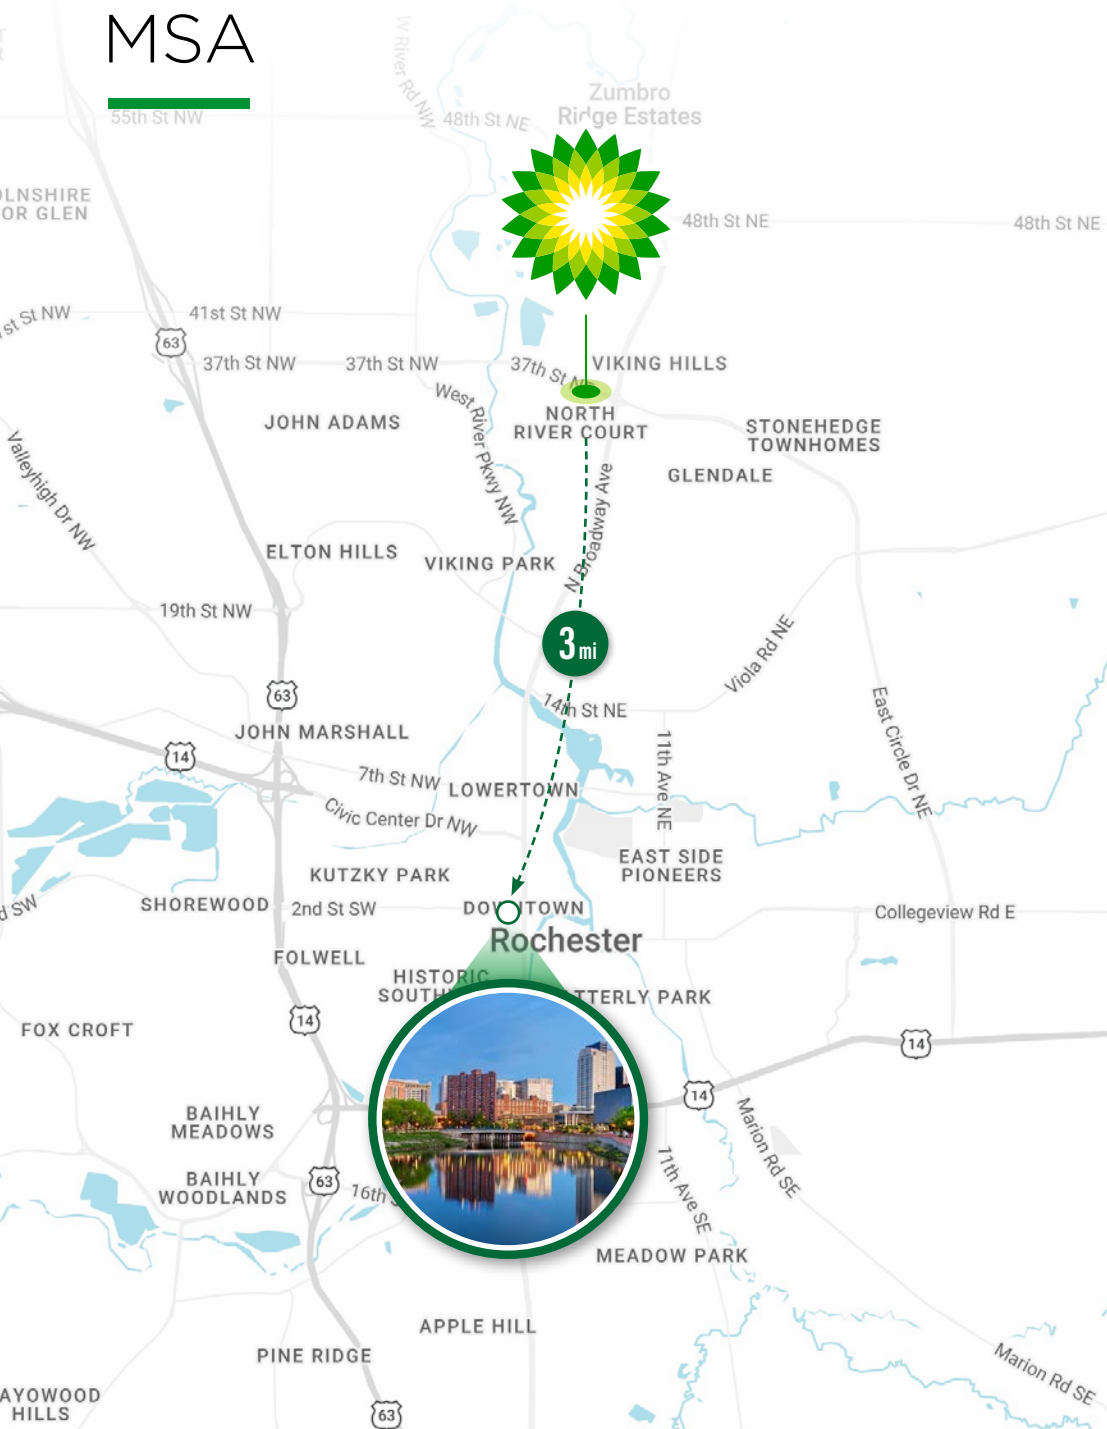 MSA
W River Rd NW
Zumbro
Ridge Estates
55th St NW
48th St NE
OLNSHIRE
OR GLEN
48th St NE
48th St NE
1st St NW
41st St NW
63
37th St NW
37th St NW
37th St
VIKING HILLS
West River Pkwy NW
NORTH
RIVER COURT
JOHN ADAMS
STONEHEDGE
TOWNHOMES
Valleyhigh Dr NW
GLENDALE
N Broadway Ave
ELTON HILLS
VIKING PARK
19th St NW
3 mi
Viola Rd NE
63
14th St NE
East Circle Dr NE
JOHN MARSHALL
14
11th Ave NE
7th St NW
LOWERTOWN
Civic Center Dr NW
EAST SIDE
PIONEERS
KUTZKY PARK
d SW
SHOREWOOD
2nd St SW
DOWNTOWN
Collegeview Rd E
Rochester
FOLWELL
HISTORIC
SOUTH
TTERLY PARK
14
FOX CROFT
14
14
BAIHLY
MEADOWS
Marion Rd SE
BAIHLY
WOODLANDS
63
16th
11th Ave SE
MEADOW PARK
APPLE HILL
PINE RIDGE
Marion Rd SE
AYOWOOD
HILLS
63